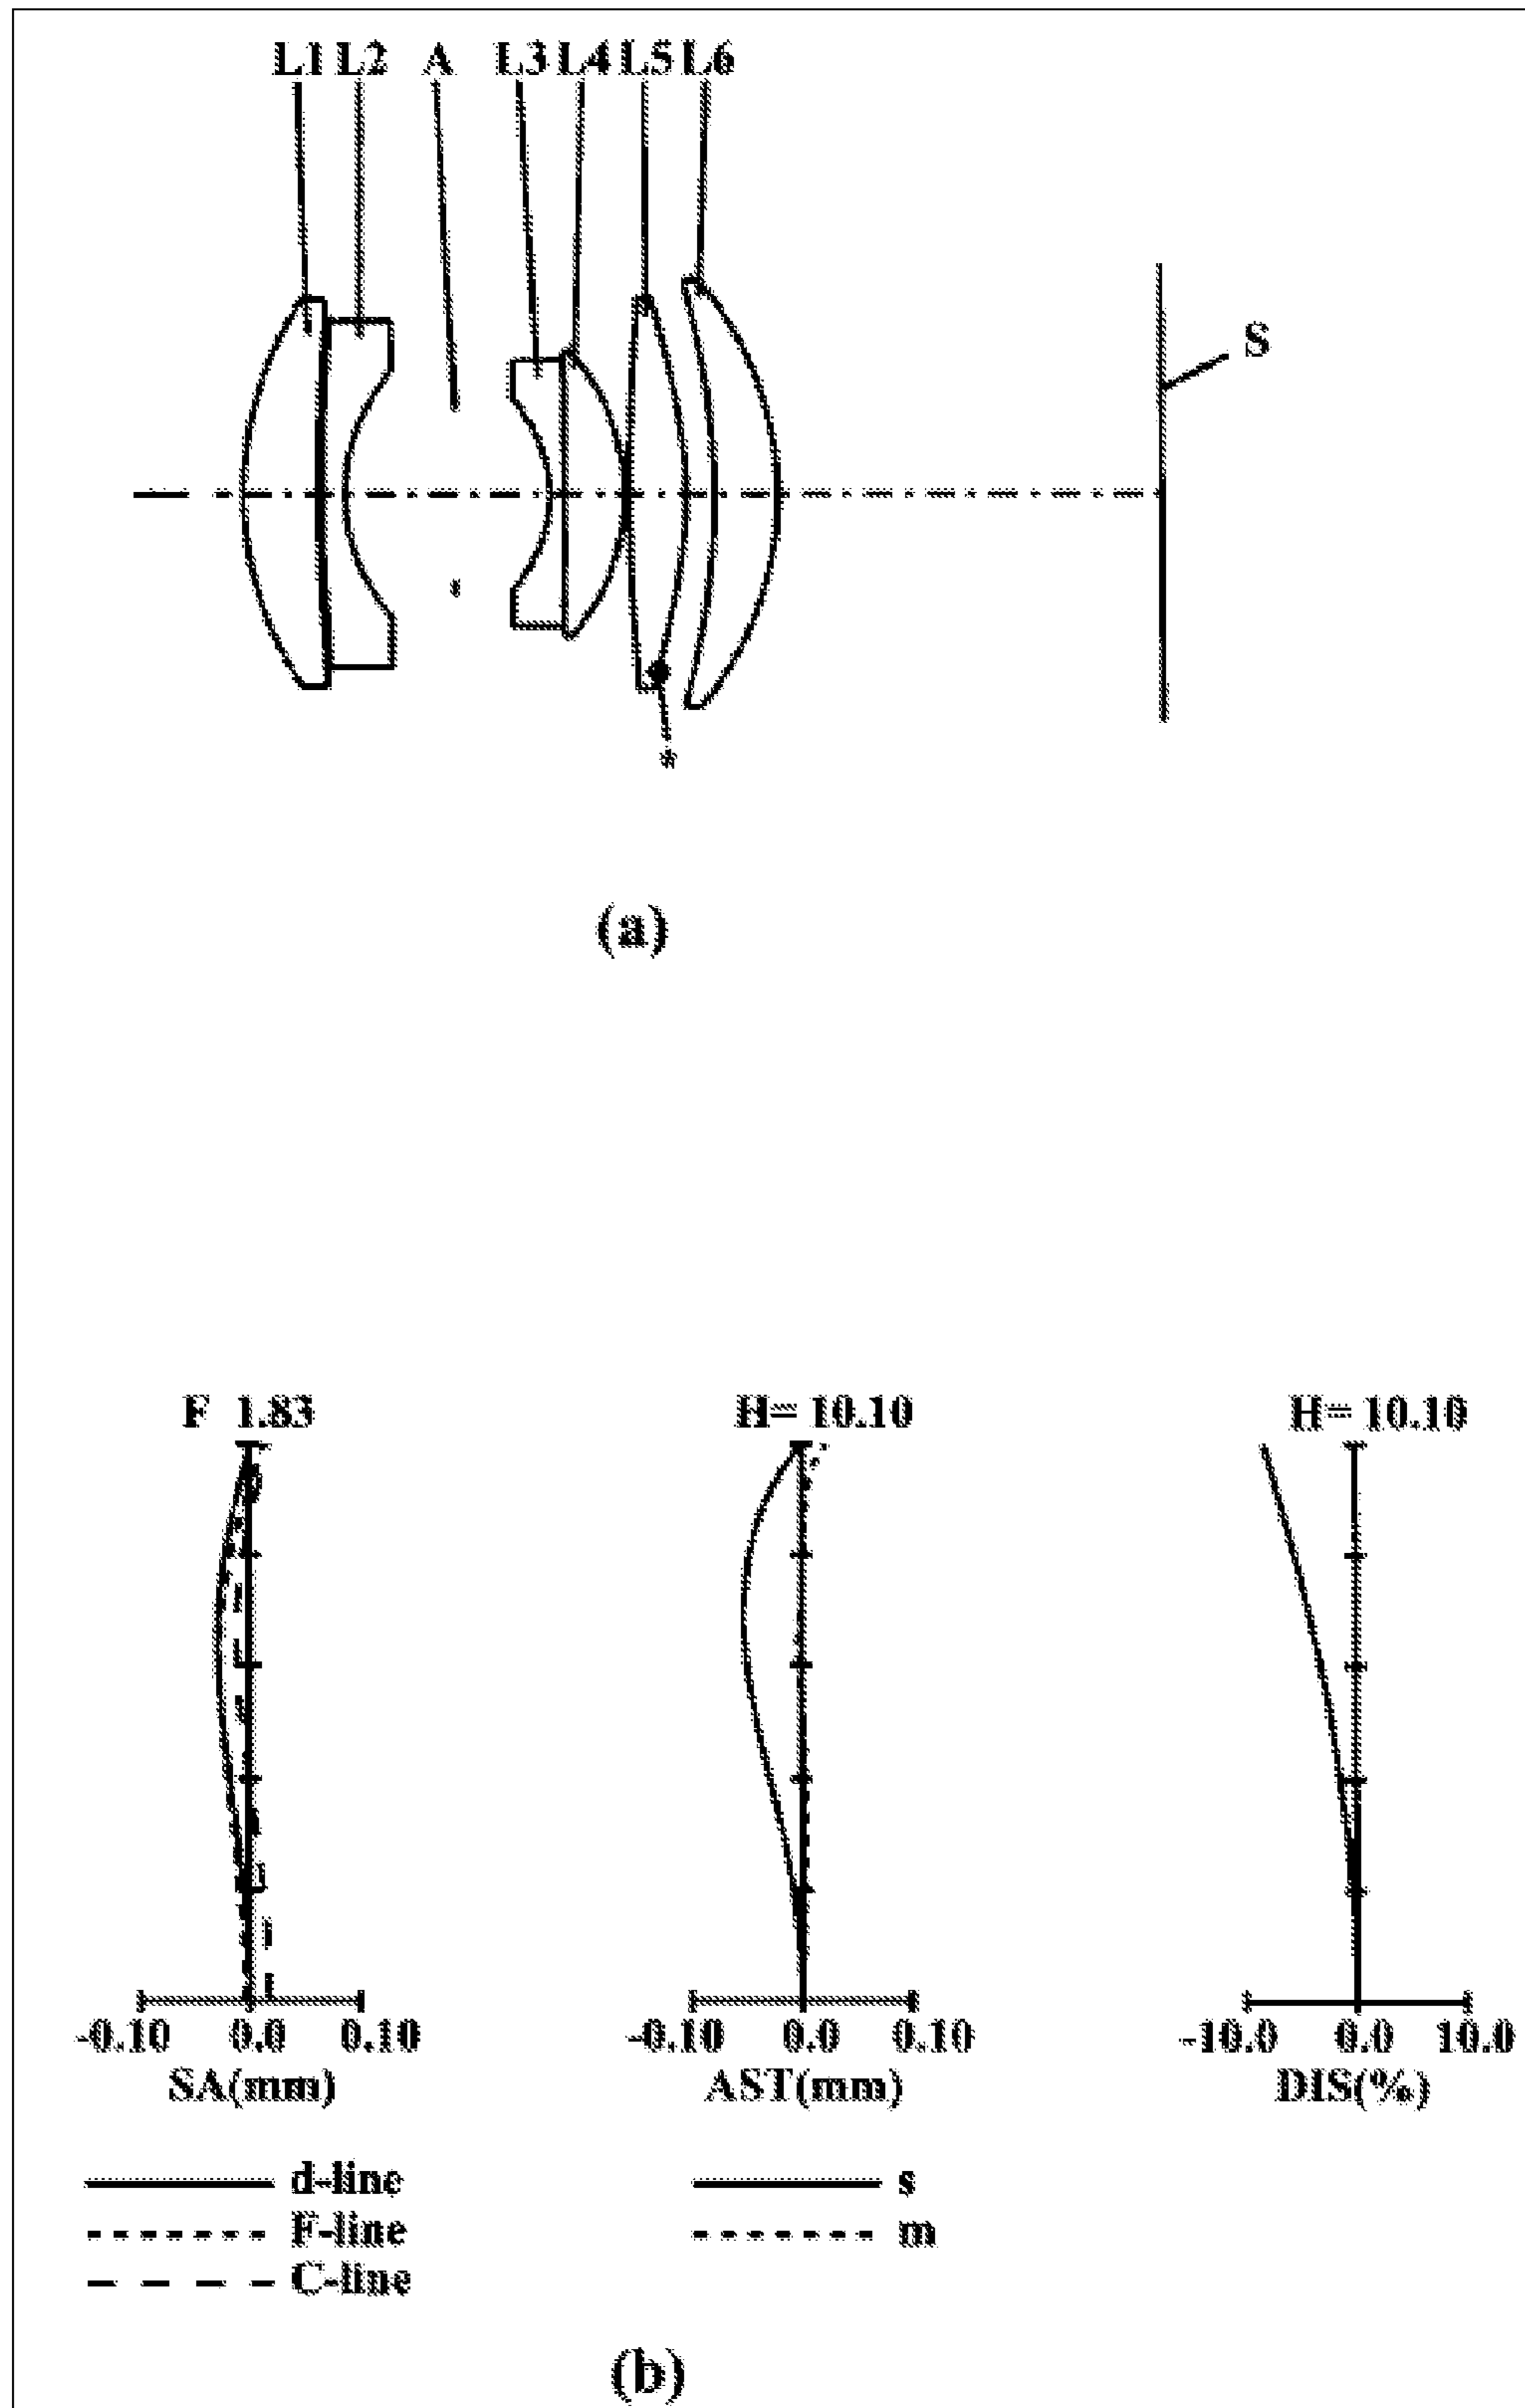 L1 L2 A L3 L4 L5 L6
S
*
(a)
F 1.83 H= 10.10 H= 10.10
-0.10 0.0 0.10 -0.10 0.0 0.10 -10.0 0.0 10.0
SA(mm) AST(mm) DIS(%)
d-line s
F-line m
C-line
(b)